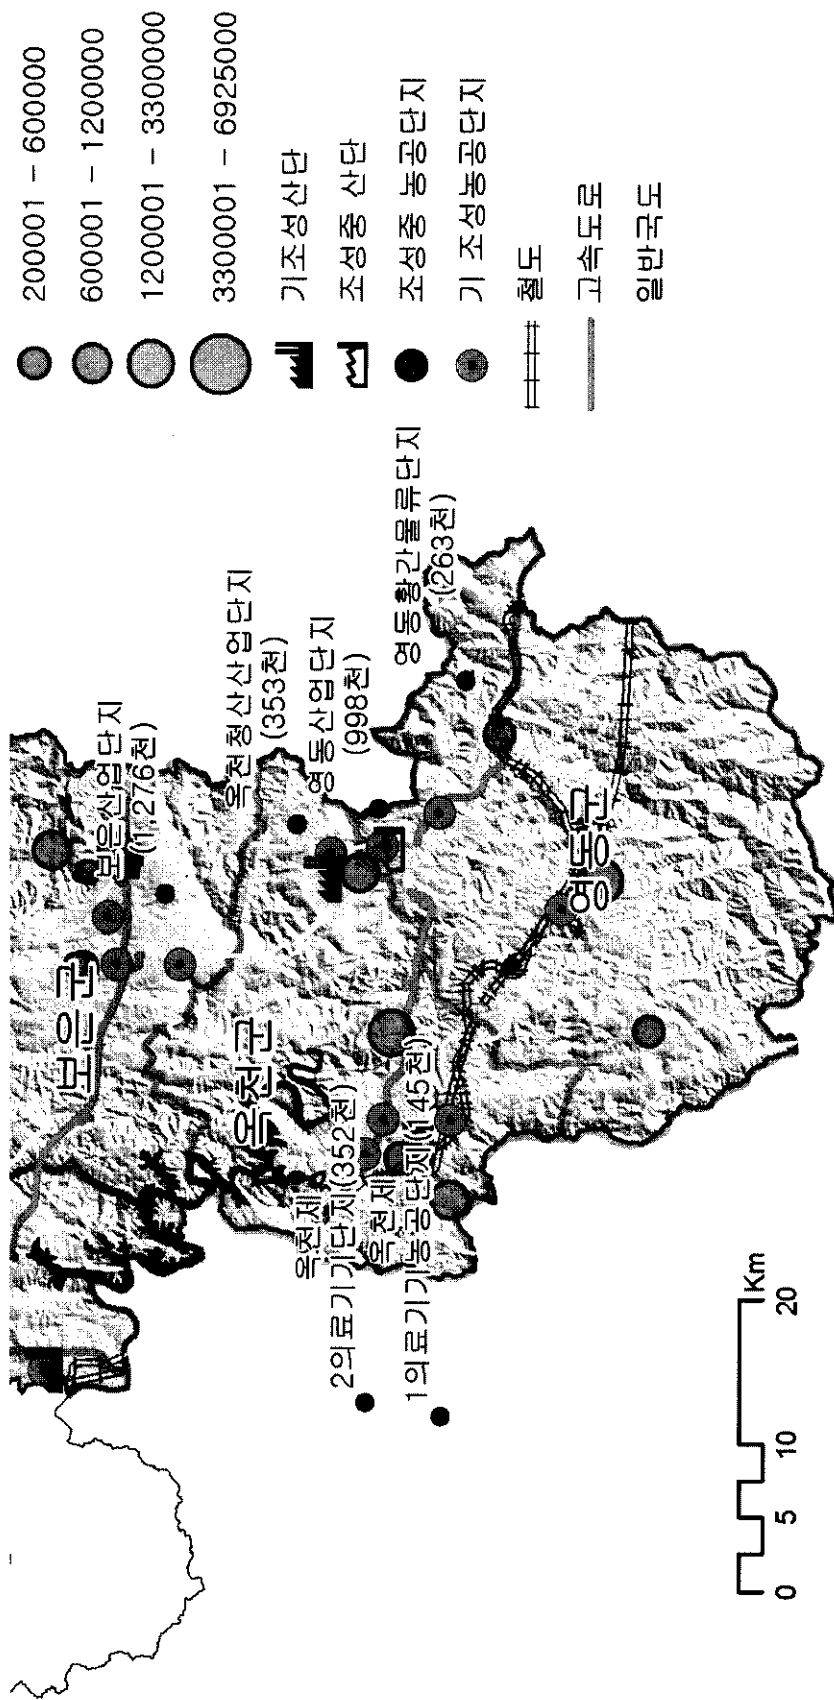 보은군
보은산업단지
(1,276천)
옥천청산산업단지
(353천)
옥천군
영동산업단지
(998천)
옥천제
2의료기기단지(352천)
옥천제
1의료기기농공단지(145천)
영동황간물류단지
(263천)
영동군
0 5 10 20
Km
200001 - 600000
600001 - 1200000
1200001 - 3300000
3300001 - 6925000
기조성산단
조성중 산단
조성중 농공단지
기 조성농공단지
철도
고속도로
일반국도